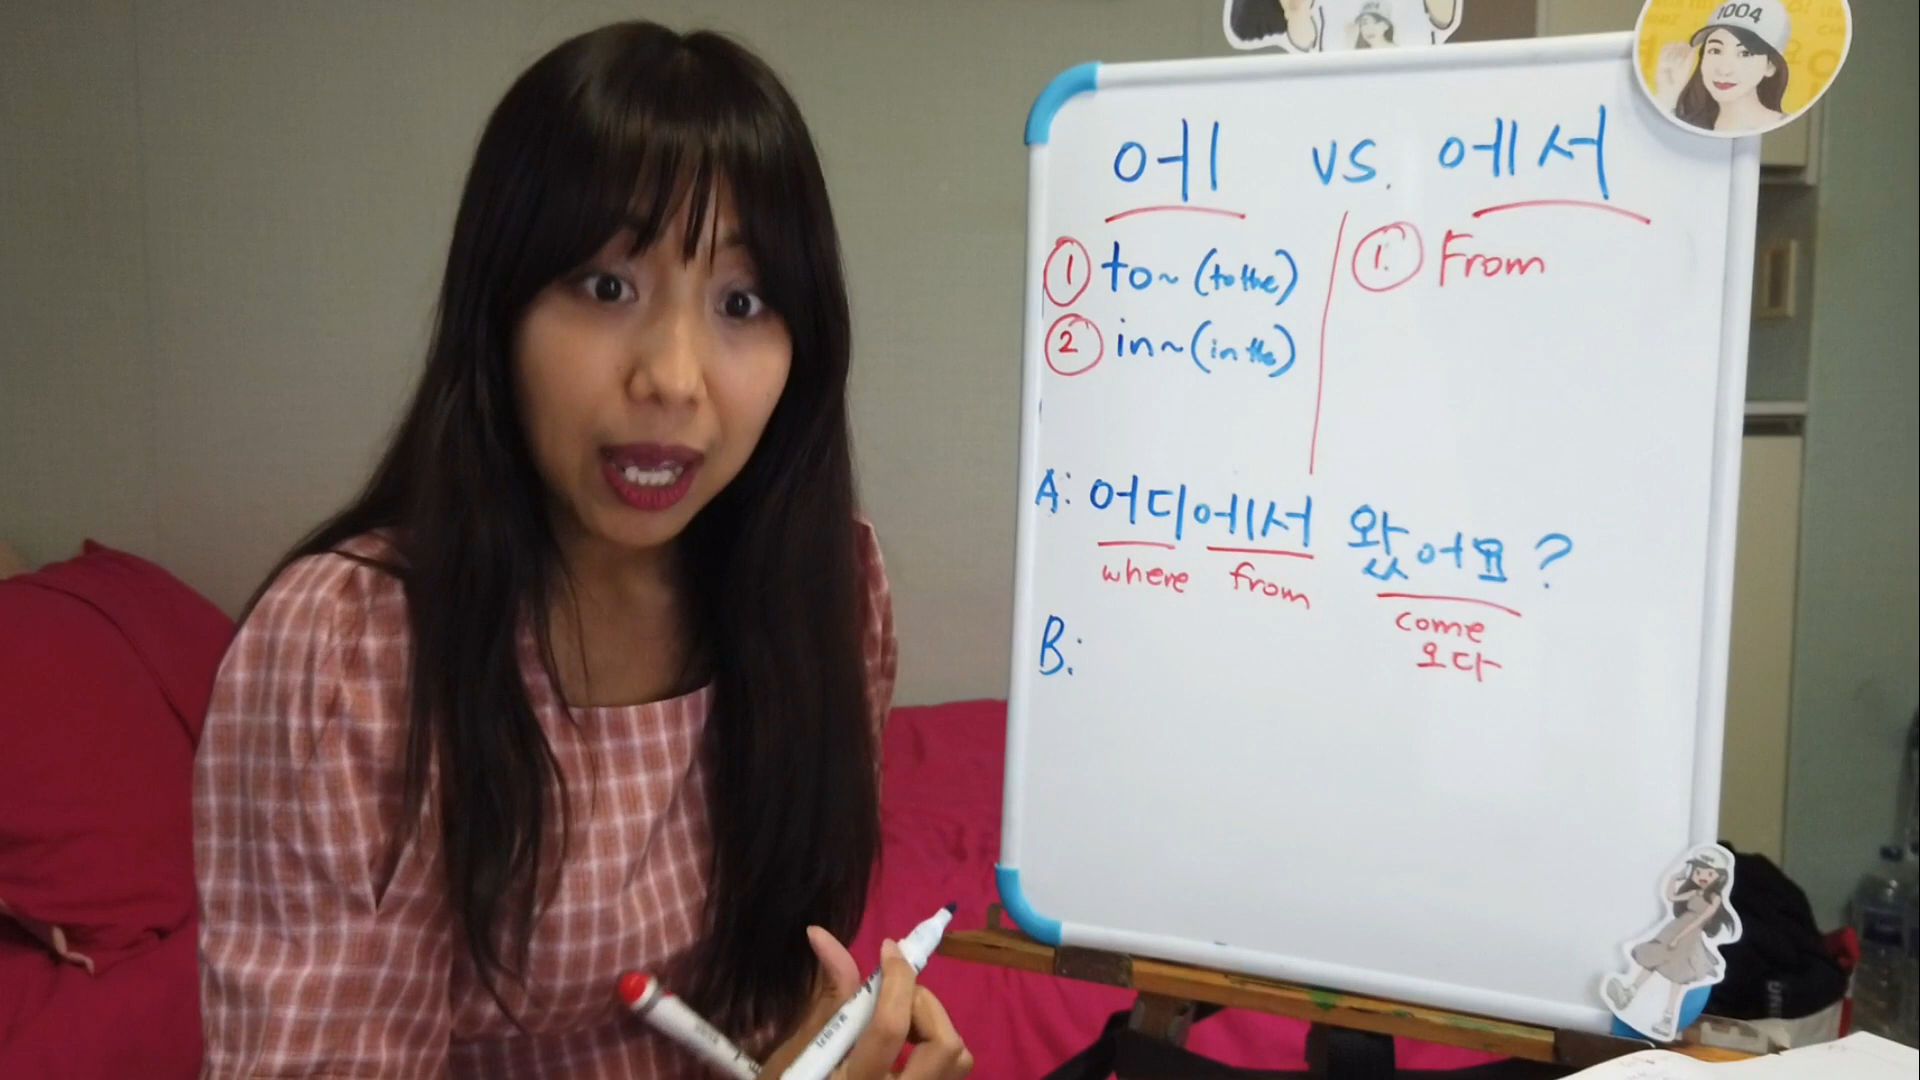 1004
에 vs. 에서
① to~ (to the)
② in~ (in the)
①. From
A: 어디에서 왔어요?
where from
come
오다
B: